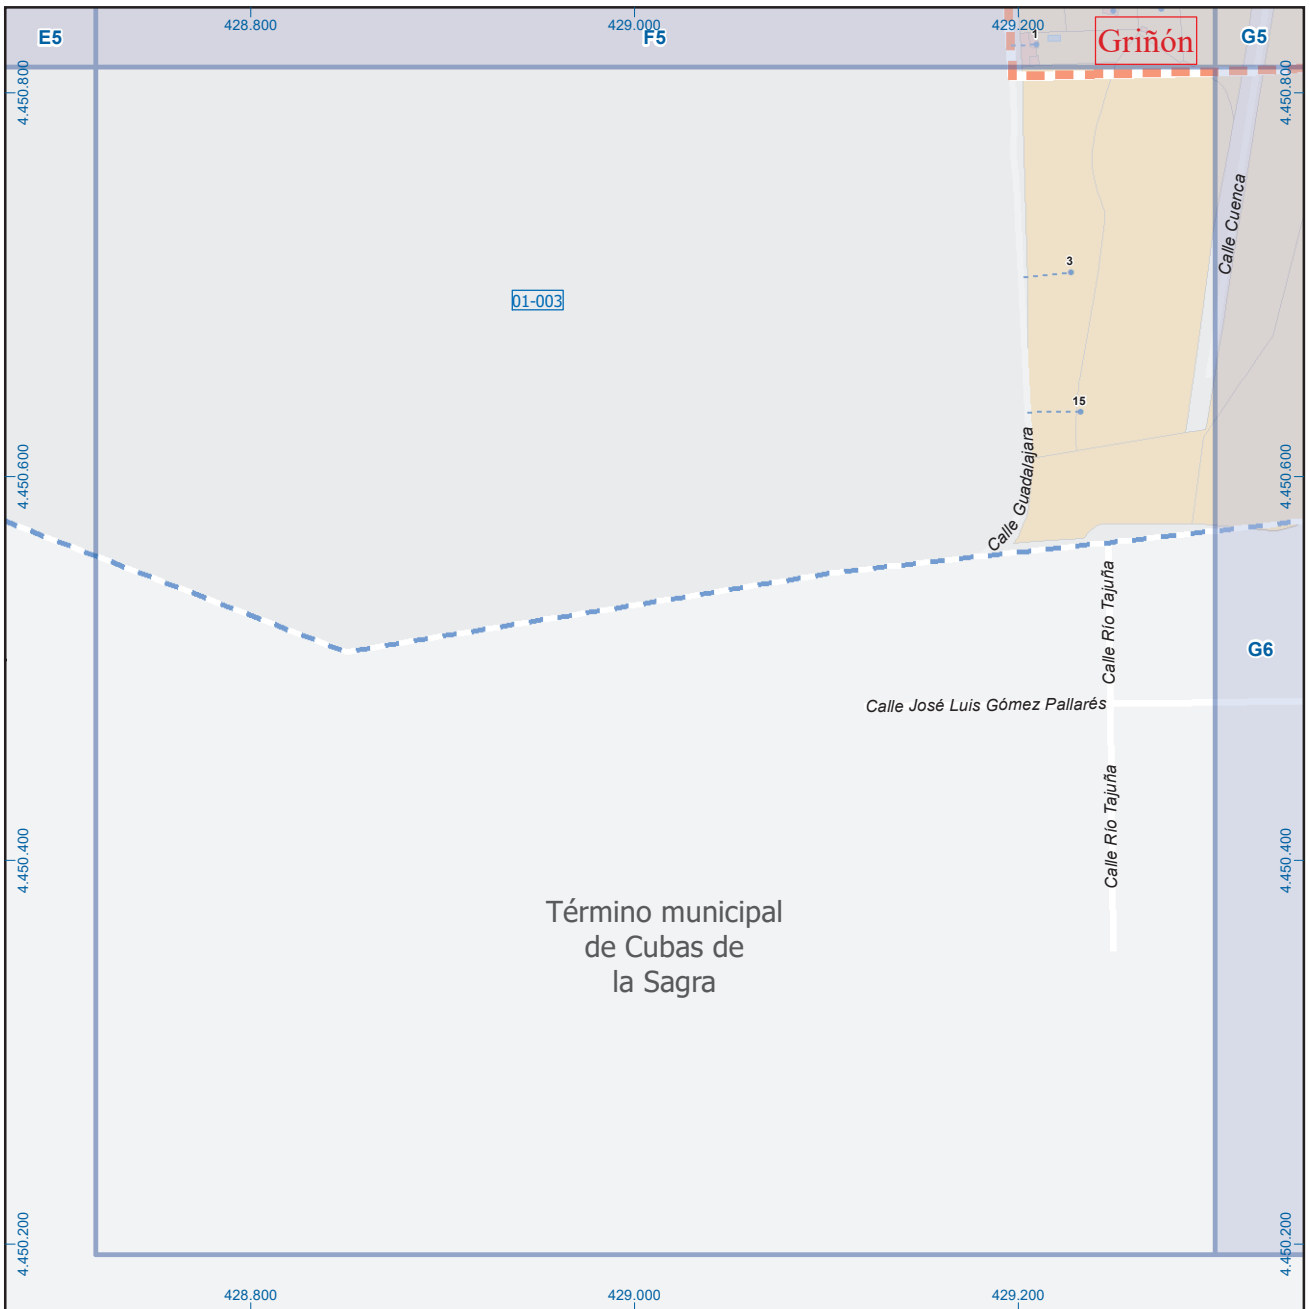 428.800
429.000
429.200
E5
F5
1
Griñón
G5
4.450.800
4.450.800
Calle Cuenca
3
01-003
15
Calle Guadalajara
4.450.600
4.450.600
Calle Río Tajuña
G6
Calle José Luis Gómez Pallarés
Calle Río Tajuña
4.450.400
4.450.400
Término municipal
de Cubas de
la Sagra
4.450.200
4.450.200
428.800
429.000
429.200